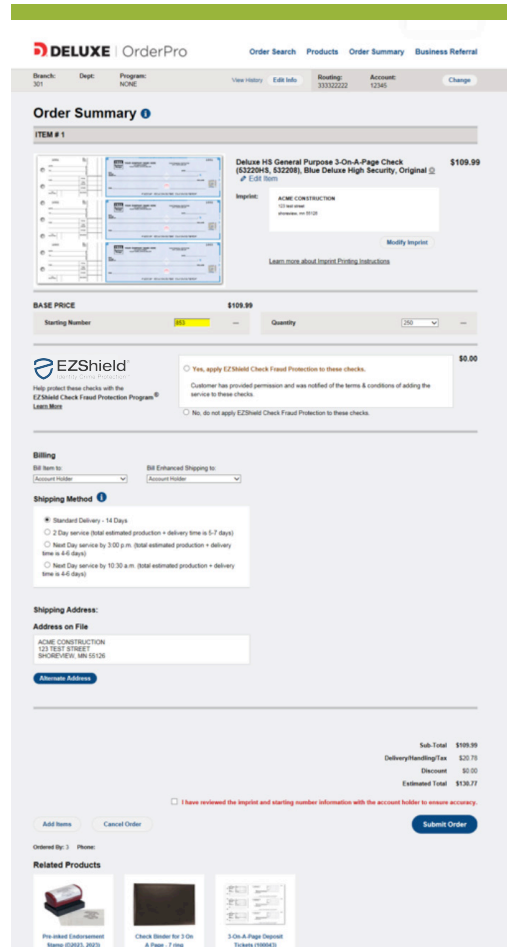 DELUXE OrderPro
Order Search Products Order Summary Business Referral
Branch: Dept: Program: View History Edit Info Routing: Account: Change
301 NONE 333322222 12345
Order Summary
ITEM # 1
Deluxe HS General Purpose 3-On-A-Page Check $109.99
(53220HS, 532208), Blue Deluxe High Security, Original
Edit Item
Imprint: ACME CONSTRUCTION
123 test street
shoreview, mn 55126
Modify Imprint
Learn more about Imprint Printing Instructions
BASE PRICE $109.99
Starting Number Quantity 250
EZShield
Identity Crime Protection
Help protect these checks with the
EZShield Check Fraud Protection Program®
Learn More
$0.00
Yes, apply EZShield Check Fraud Protection to these checks.
Customer has provided permission and was notified of the terms & conditions of adding the
service to these checks.
No, do not apply EZShield Check Fraud Protection to these checks.
Billing
Bill Item to: Bill Enhanced Shipping to:
Account Holder Account Holder
Shipping Method
Standard Delivery - 14 Days
2 Day service (total estimated production + delivery time is 5-7 days)
Next Day service by 3:00 p.m. (total estimated production + delivery
time is 4-6 days)
Next Day service by 10:30 a.m. (total estimated production + delivery
time is 4-6 days)
Shipping Address:
Address on File
ACME CONSTRUCTION
123 TEST STREET
SHOREVIEW, MN 55126
Alternate Address
Sub-Total $109.99
Delivery/Handling/Tax $20.78
Discount $0.00
Estimated Total $130.77
I have reviewed the imprint and starting number information with the account holder to ensure accuracy.
Add Items Cancel Order Submit Order
Ordered By: 3 Phone:
Related Products
Pre-inked Endorsement Check Binder for 3 On 3-On-A-Page Deposit
Stamp (02023, 2023) A Page - 7 ring Tickets (100043)